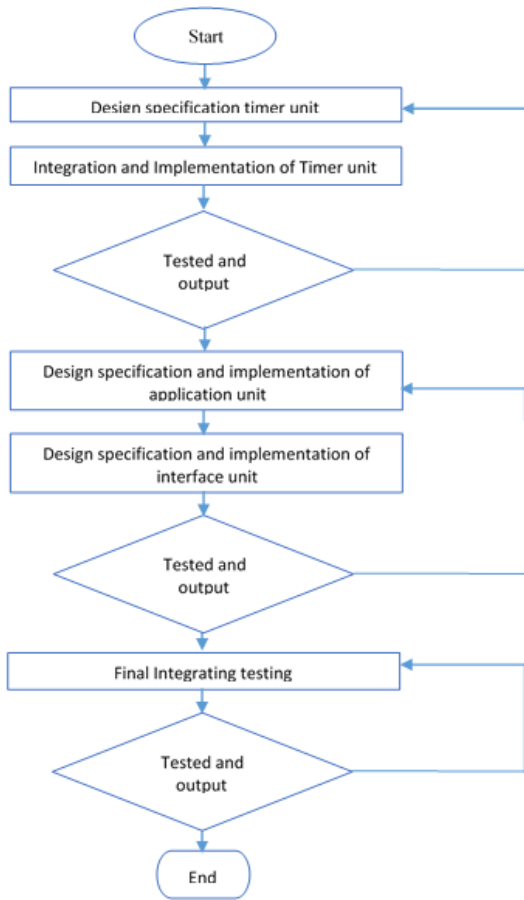 Start
Design specification timer unit
Integration and Implementation of Timer unit
Tested and
output
Design specification and implementation of
application unit
Design specification and implementation of
interface unit
Tested and
output
Final Integrating testing
Tested and
output
End